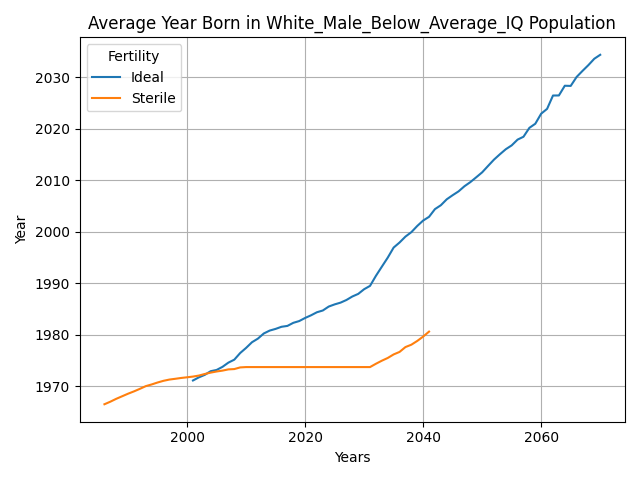 Average Year Born in White_Male_Below_Average_IQ Population
Fertility
Ideal
Sterile
2030
2020
2010
2000
1990
1980
1970
Year
2000 2020 2040 2060
Years